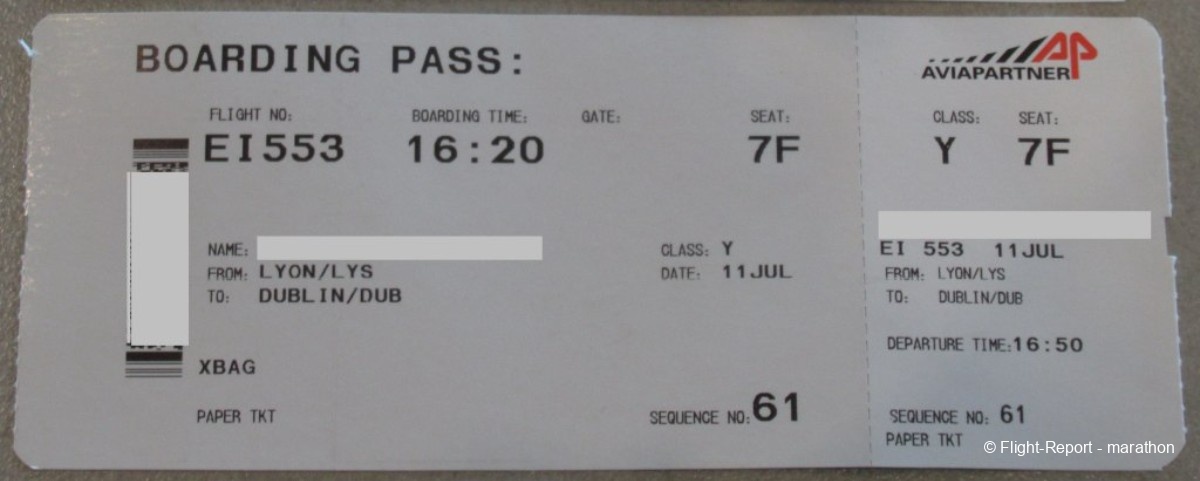 BOARDING PASS:
FLIGHT NO: BOARDING TIME: GATE: SEAT:
EI553 16:20 7F
NAME:
CLASS: Y
FROM: LYON/LYS
DATE: 11JUL
TO: DUBLIN/DUB
XBAG
PAPER TKT
SEQUENCE NO: 61
AVIAPARTNER AP
CLASS: SEAT:
Y 7F
EI 553 11JUL
FROM: LYON/LYS
TO: DUBLIN/DUB
DEPARTURE TIME: 16:50
SEQUENCE NO: 61
PAPER TKT
© Flight-Report - marathon